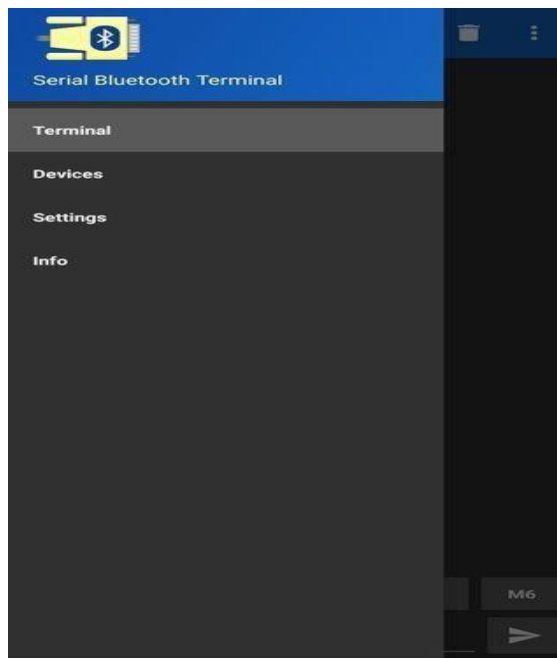 Serial Bluetooth Terminal
Terminal
Devices
Settings
Info
M6